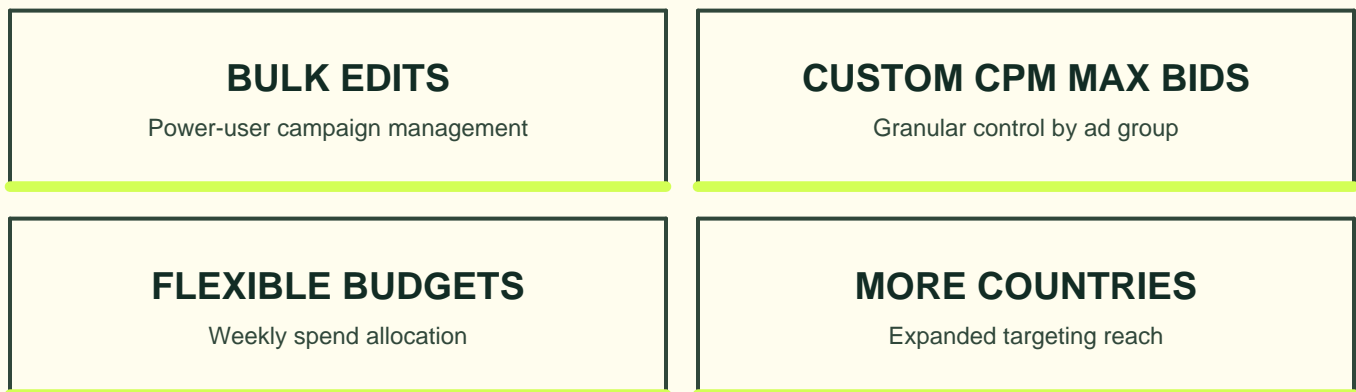 BULK EDITS
Power-user campaign management
CUSTOM CPM MAX BIDS
Granular control by ad group
FLEXIBLE BUDGETS
Weekly spend allocation
MORE COUNTRIES
Expanded targeting reach